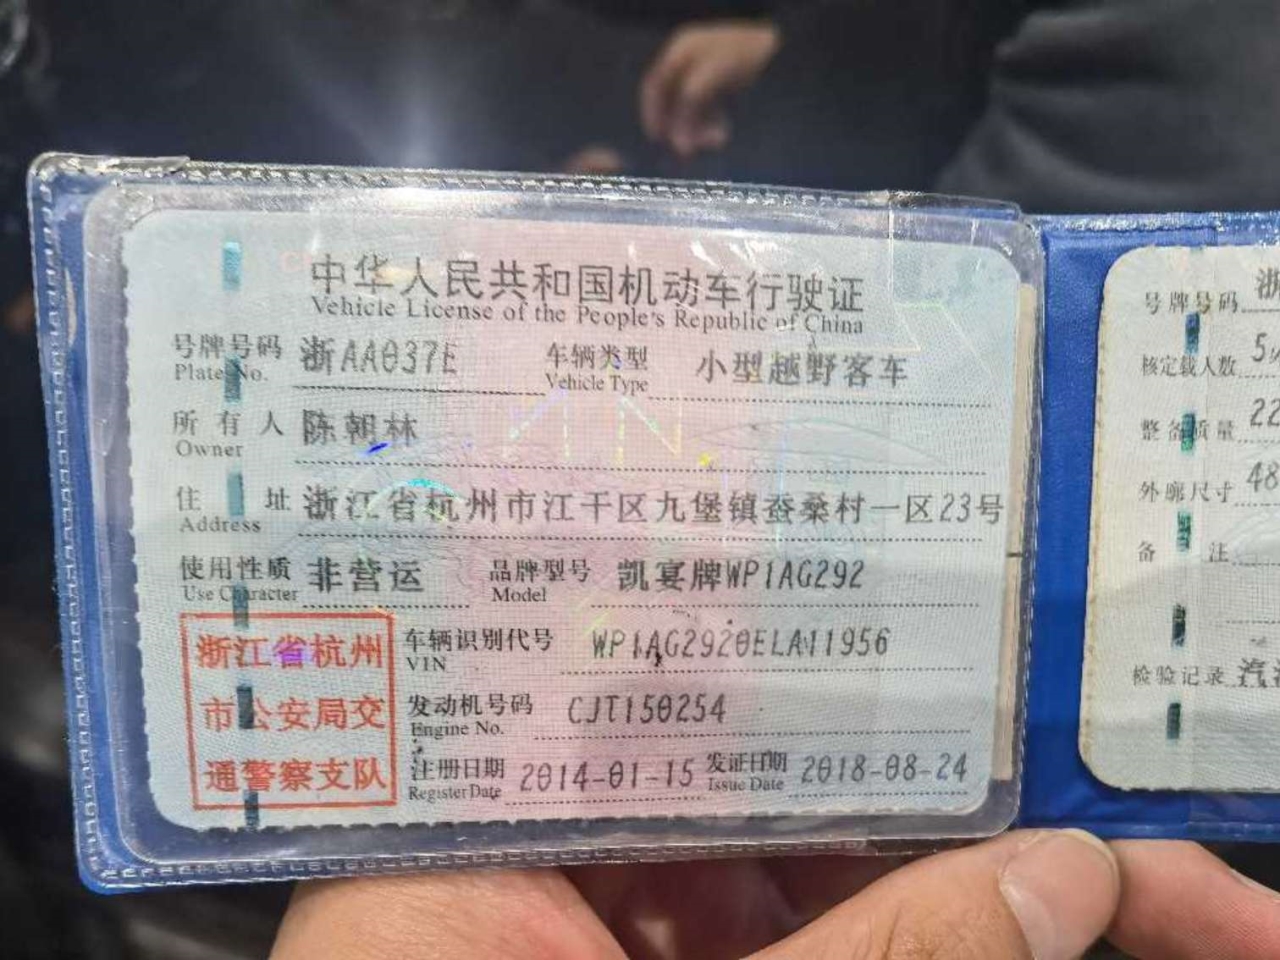 中华人民共和国机动车行驶证
Vehicle License of the People's Republic of China
号牌号码 浙AA037E 车辆类型 小型越野客车
Plate No. Vehicle Type
所有人 陈朝林
Owner
住址 浙江省杭州市江干区九堡镇蚕桑村一区23号
Address
使用性质 非营运 品牌型号 凯宴牌WP1AG292
Use Character Model
浙江省杭州
市公安局交
通警察支队
车辆识别代号 WP1AG2920ELA11956
VIN
发动机号码 CJT150254
Engine No.
注册日期 2014-01-15 发证日期 2018-08-24
Register Date Issue Date
号牌号码 浙
核定载人数 5
整备质量 22
外廓尺寸 48
备注
检验记录